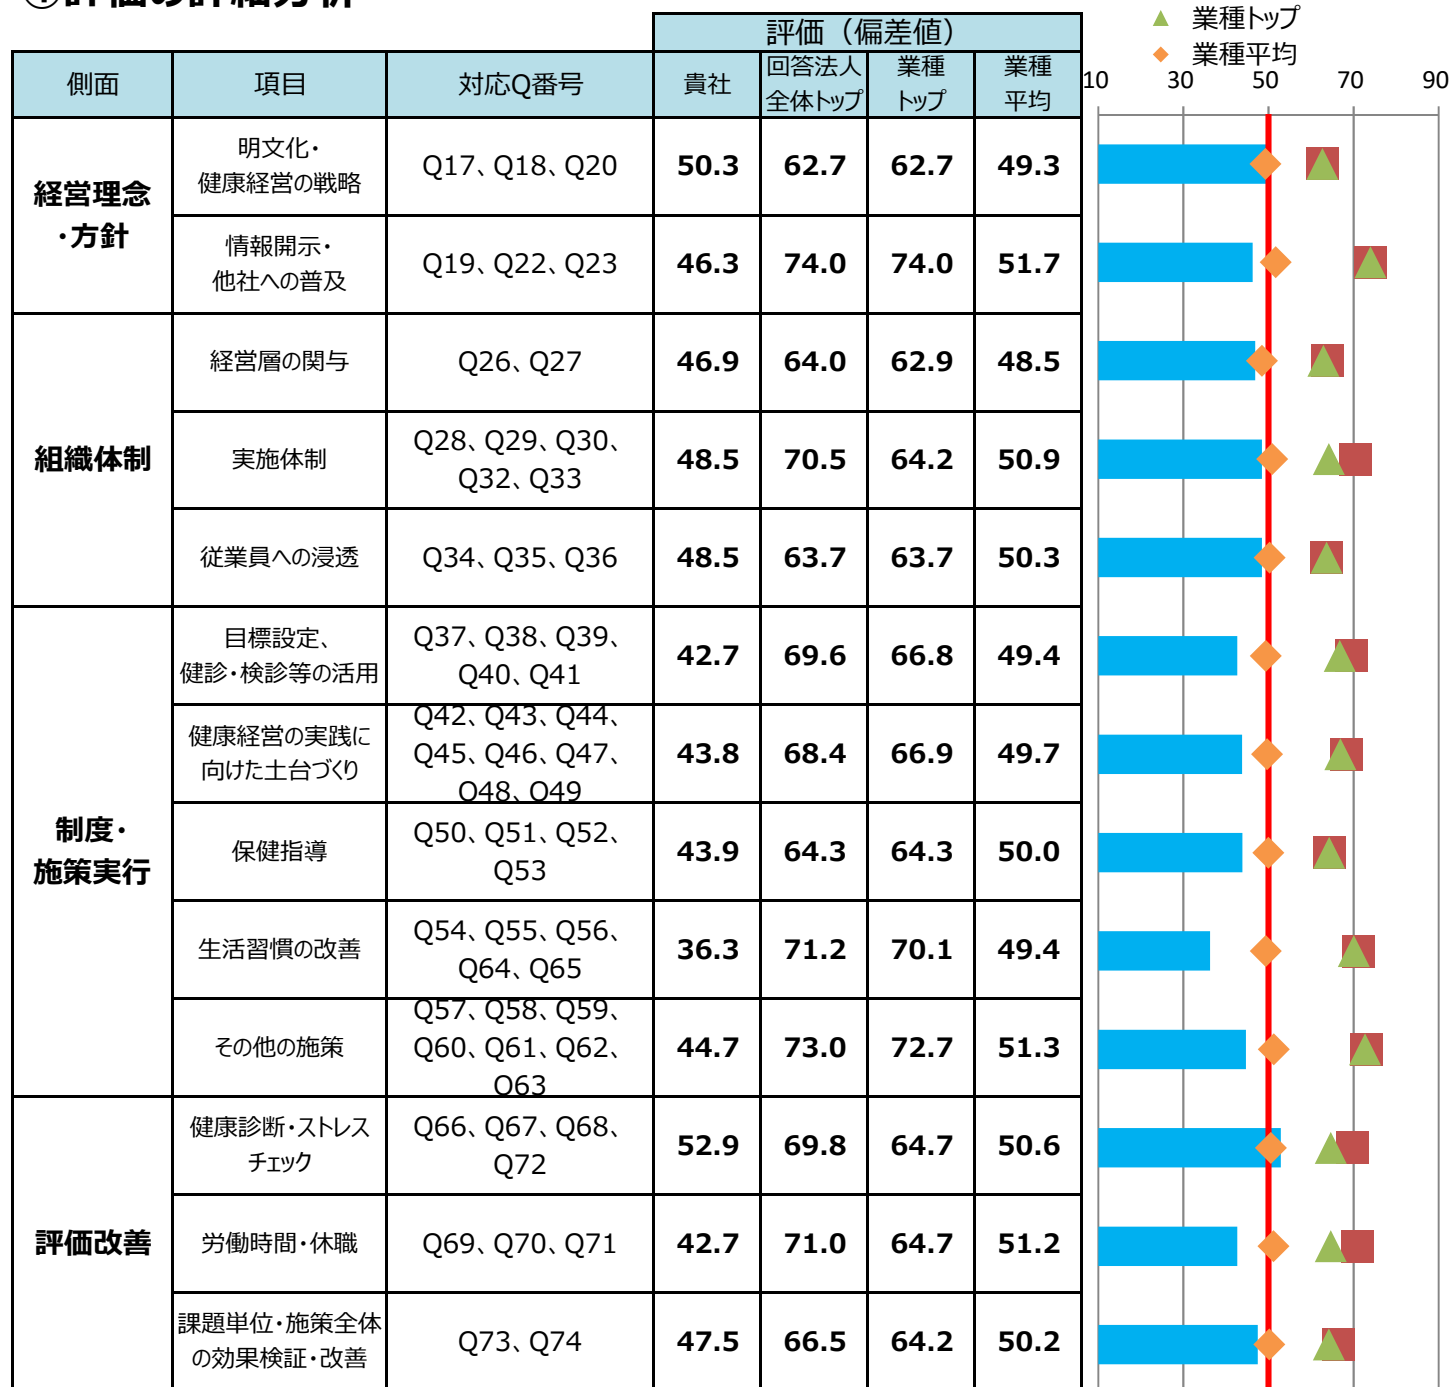 ①評価の詳細分析
業種トップ
業種平均
評価（偏差値）
側面 項目 対応Q番号 貴社 回答法人 業種 業種
全体トップ トップ 平均
10 30 50 70 90
経営理念
・方針
明文化・
健康経営の戦略
Q17、Q18、Q20
50.3 62.7 62.7 49.3
情報開示・
他社への普及
Q19、Q22、Q23
46.3 74.0 74.0 51.7
組織体制
経営層の関与
Q26、Q27
46.9 64.0 62.9 48.5
実施体制
Q28、Q29、Q30、
Q32、Q33
48.5 70.5 64.2 50.9
従業員への浸透
Q34、Q35、Q36
48.5 63.7 63.7 50.3
制度・
施策実行
目標設定、
健診・検診等の活用
Q37、Q38、Q39、
Q40、Q41
42.7 69.6 66.8 49.4
健康経営の実践に
向けた土台づくり
Q42、Q43、Q44、
Q45、Q46、Q47、
Q48、Q49
43.8 68.4 66.9 49.7
保健指導
Q50、Q51、Q52、
Q53
43.9 64.3 64.3 50.0
生活習慣の改善
Q54、Q55、Q56、
Q64、Q65
36.3 71.2 70.1 49.4
その他の施策
Q57、Q58、Q59、
Q60、Q61、Q62、
Q63
44.7 73.0 72.7 51.3
評価改善
健康診断・ストレス
チェック
Q66、Q67、Q68、
Q72
52.9 69.8 64.7 50.6
労働時間・休職
Q69、Q70、Q71
42.7 71.0 64.7 51.2
課題単位・施策全体
の効果検証・改善
Q73、Q74
47.5 66.5 64.2 50.2